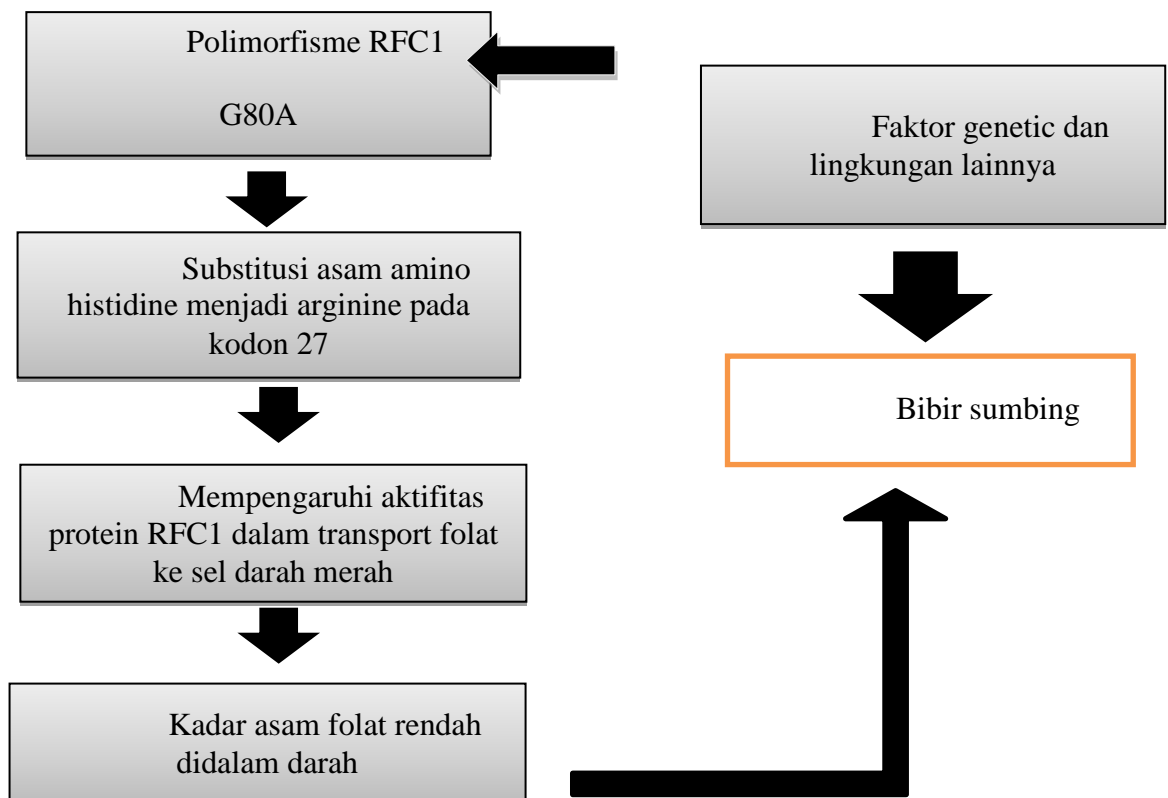 Polimorfisme RFC1
G80A
Substitusi asam amino
histidine menjadi arginine pada
kodon 27
Mempengaruhi aktifitas
protein RFC1 dalam transport folat
ke sel darah merah
Kadar asam folat rendah
didalam darah
Faktor genetic dan
lingkungan lainnya
Bibir sumbing